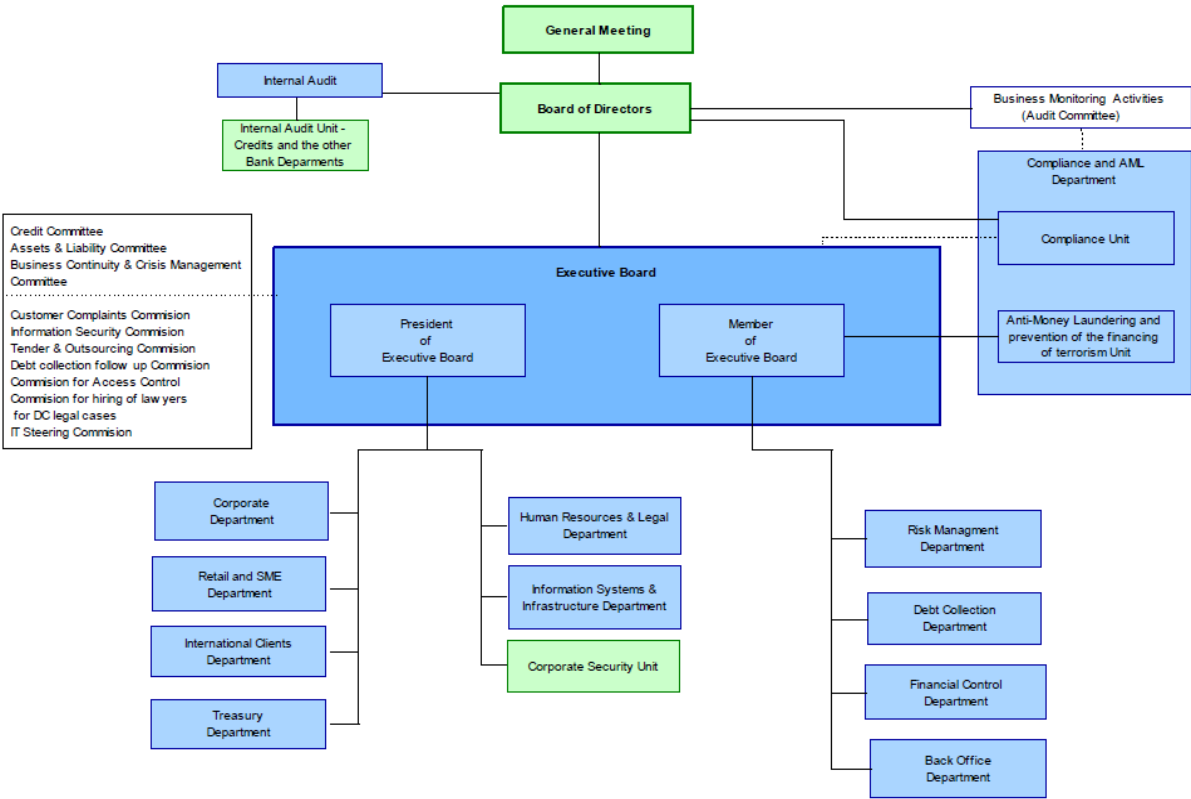 General Meeting
Internal Audit
Board of Directors
Business Monitoring Activities
(Audit Committee)
Internal Audit Unit -
Credits and the other
Bank Deparments
Compliance and AML
Department
Compliance Unit
Credit Committee
Assets & Liability Committee
Business Continuity & Crisis Management
Committee
Customer Complaints Commision
Information Security Commision
Tender & Outsourcing Commision
Debt collection follow up Commision
Commision for Access Control
Commision for hiring of lawyers
for DC legal cases
IT Steering Commision
Executive Board
President
of
Executive Board
Member
of
Executive Board
Anti-Money Laundering and
prevention of the financing
of terrorism Unit
Corporate
Department
Retail and SME
Department
International Clients
Department
Treasury
Department
Human Resources & Legal
Department
Information Systems &
Infrastructure Department
Corporate Security Unit
Risk Managment
Department
Debt Collection
Department
Financial Control
Department
Back Office
Department